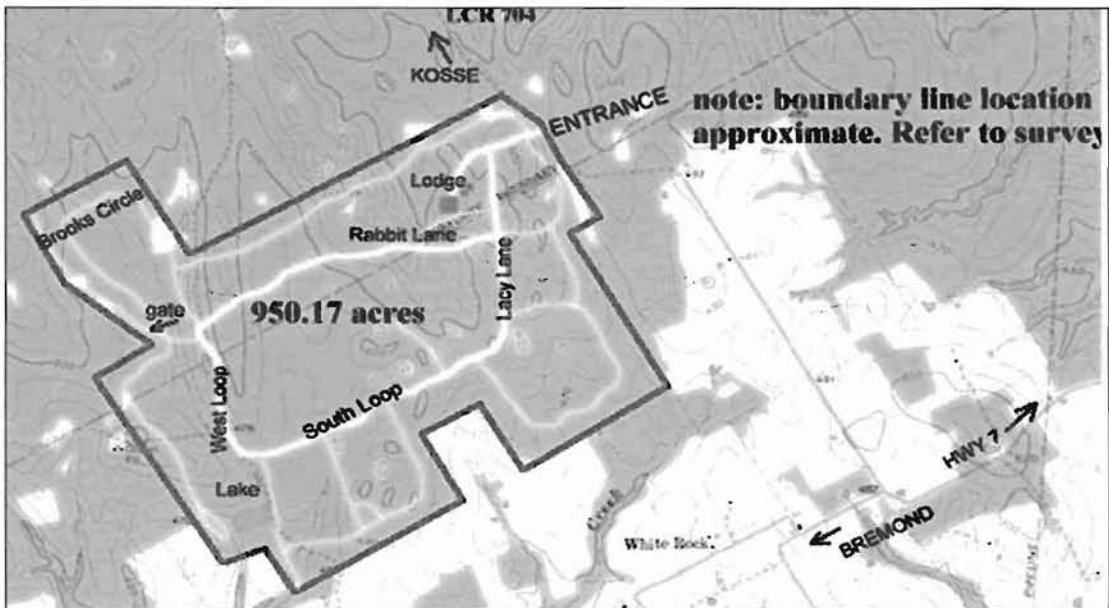 LCR 704
KOSSE
ENTRANCE
note: boundary line location
approximate. Refer to survey
Lodge
Brooks Circle
Rabbit Lane
Lacy Lane
gate
950.17 acres
West Loop
South Loop
HWY 7
Lake
Creek
White Rock
BREMOND